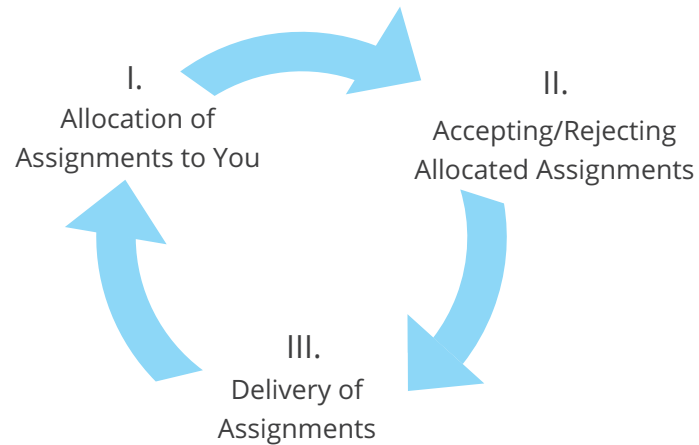 I.
Allocation of
Assignments to You
II.
Accepting/Rejecting
Allocated Assignments
III.
Delivery of
Assignments